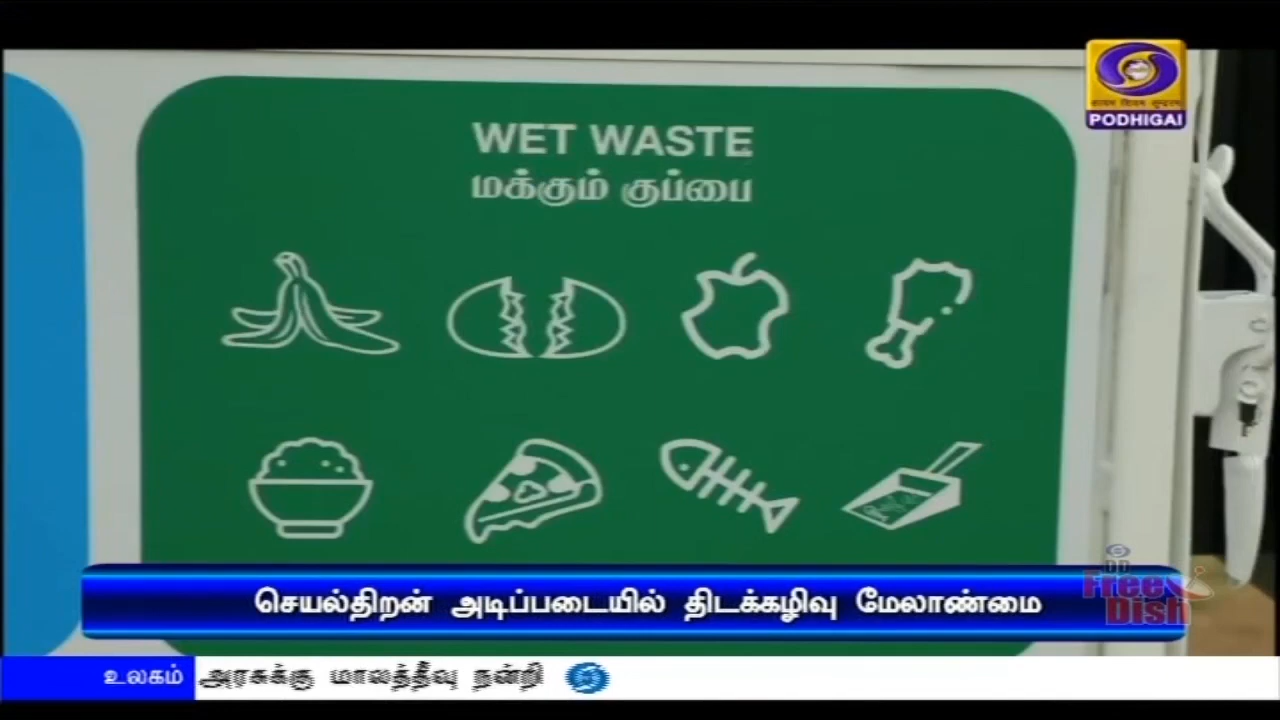 WET WASTE
மக்கும் குப்பை
PODHIGAI
DD
Free
Dish
செயல்திறன் அடிப்படையில் திடக்கழிவு மேலாண்மை
உலகம் அரசுக்கு மாலத்தீவு நன்றி